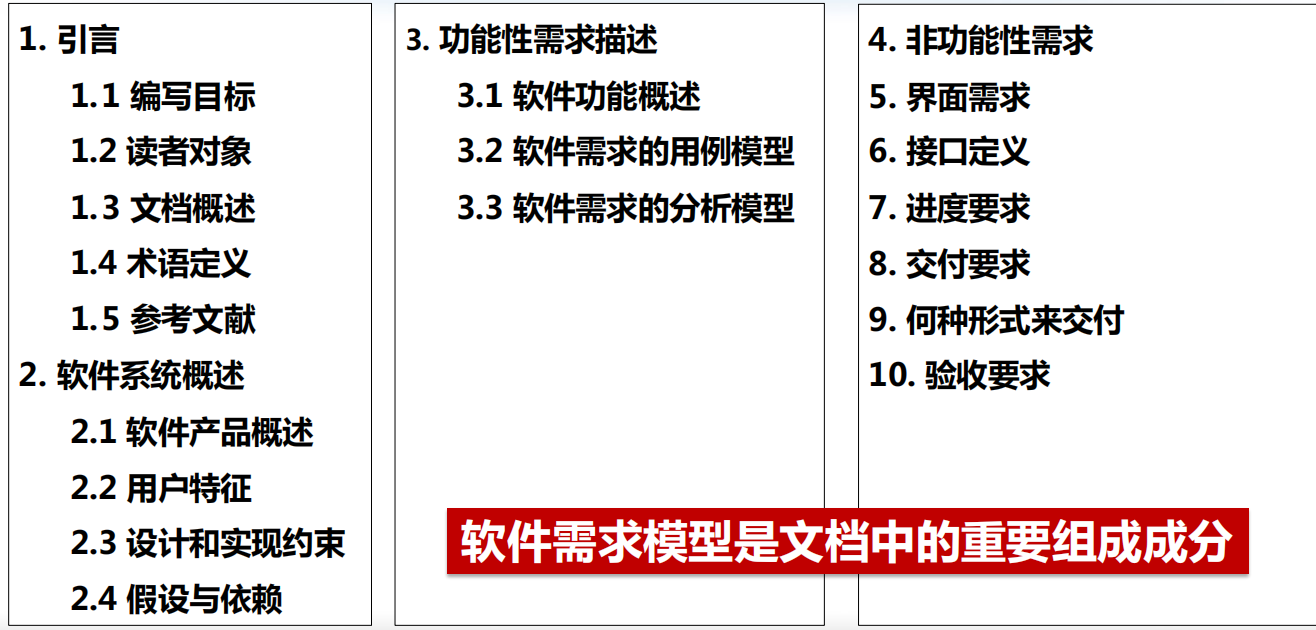 1. 引言
1.1 编写目标
1.2 读者对象
1.3 文档概述
1.4 术语定义
1.5 参考文献
2. 软件系统概述
2.1 软件产品概述
2.2 用户特征
2.3 设计和实现约束
2.4 假设与依赖
3. 功能性需求描述
3.1 软件功能概述
3.2 软件需求的用例模型
3.3 软件需求的分析模型
4. 非功能性需求
5. 界面需求
6. 接口定义
7. 进度要求
8. 交付要求
9. 何种形式来交付
10. 验收要求
软件需求模型是文档中的重要组成成分